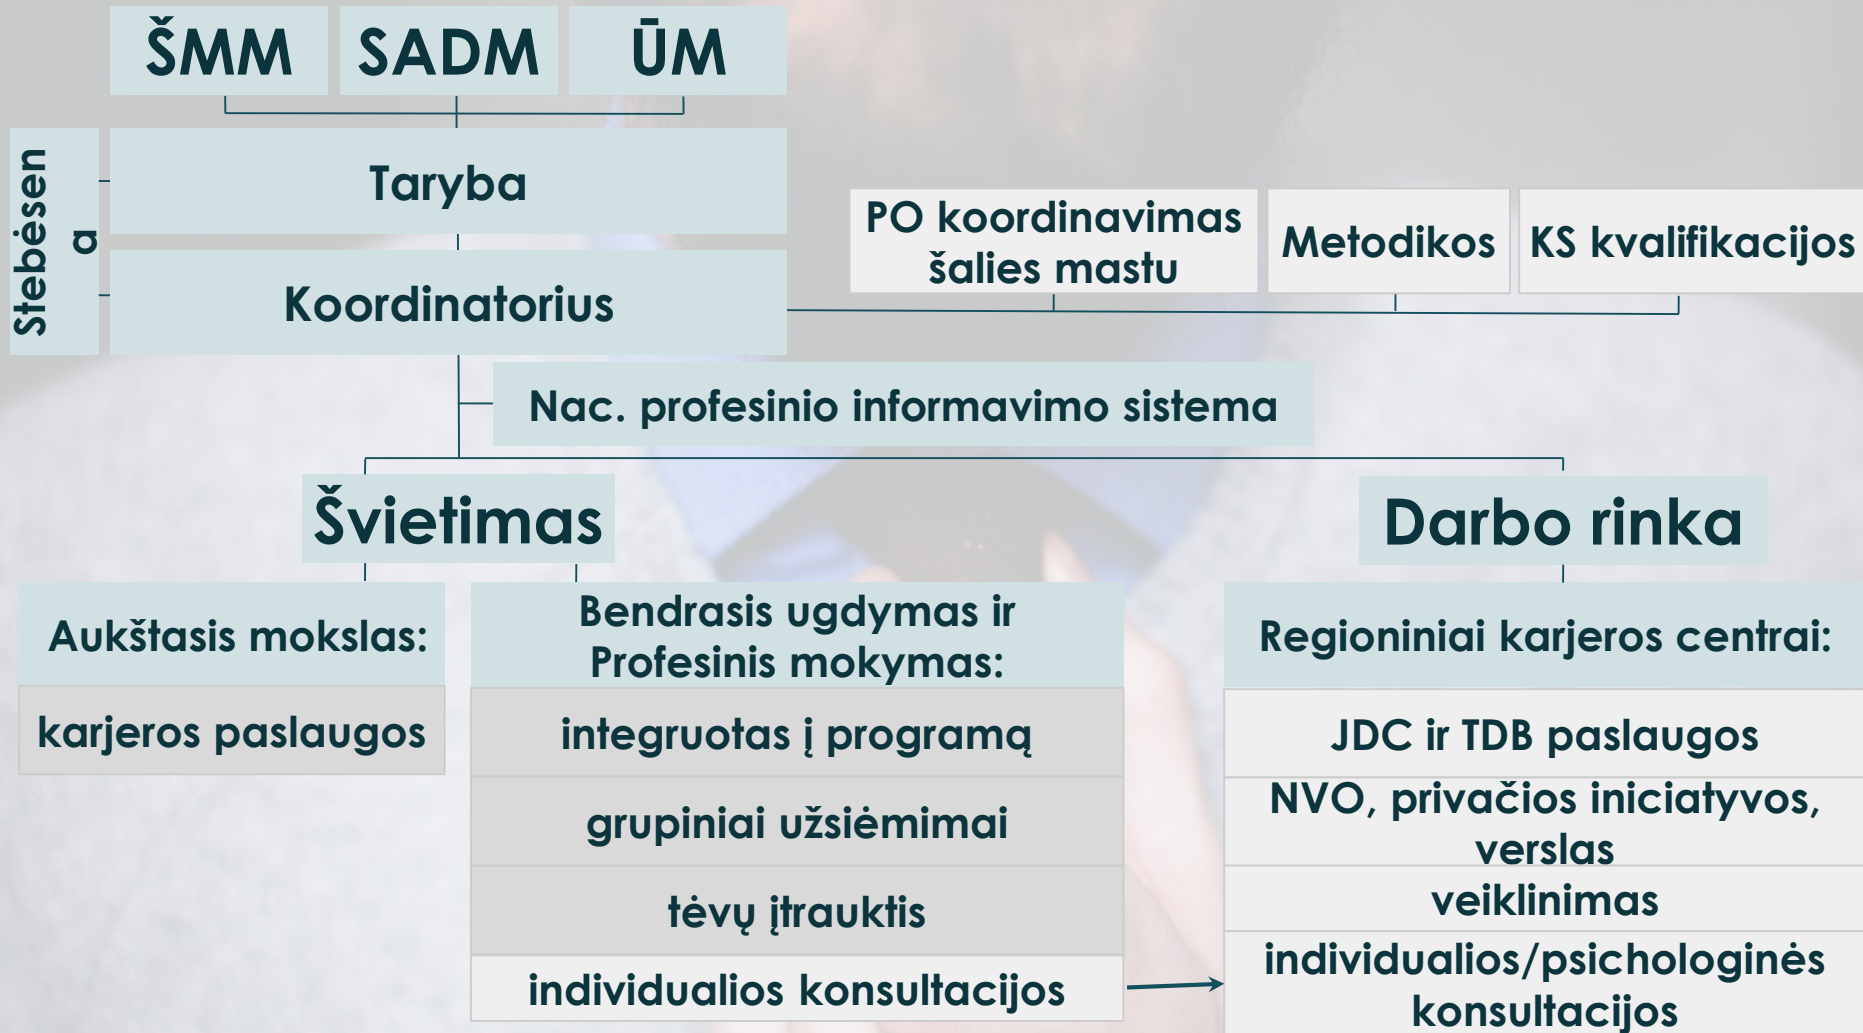 ŠMM
SADM
ŪM
Stebėsen
a
Taryba
Koordinatorius
PO koordinavimas
šalies mastu
Metodikos
KS kvalifikacijos
Nac. profesinio informavimo sistema
Švietimas
Darbo rinka
Aukštasis mokslas:
karjeros paslaugos
Bendrasis ugdymas ir
Profesinis mokymas:
integruotas į programą
grupiniai užsiėmimai
tėvų įtrauktis
individualios konsultacijos
Regioniniai karjeros centrai:
JDC ir TDB paslaugos
NVO, privačios iniciatyvos,
verslas
veiklinimas
individualios/psichologinės
konsultacijos